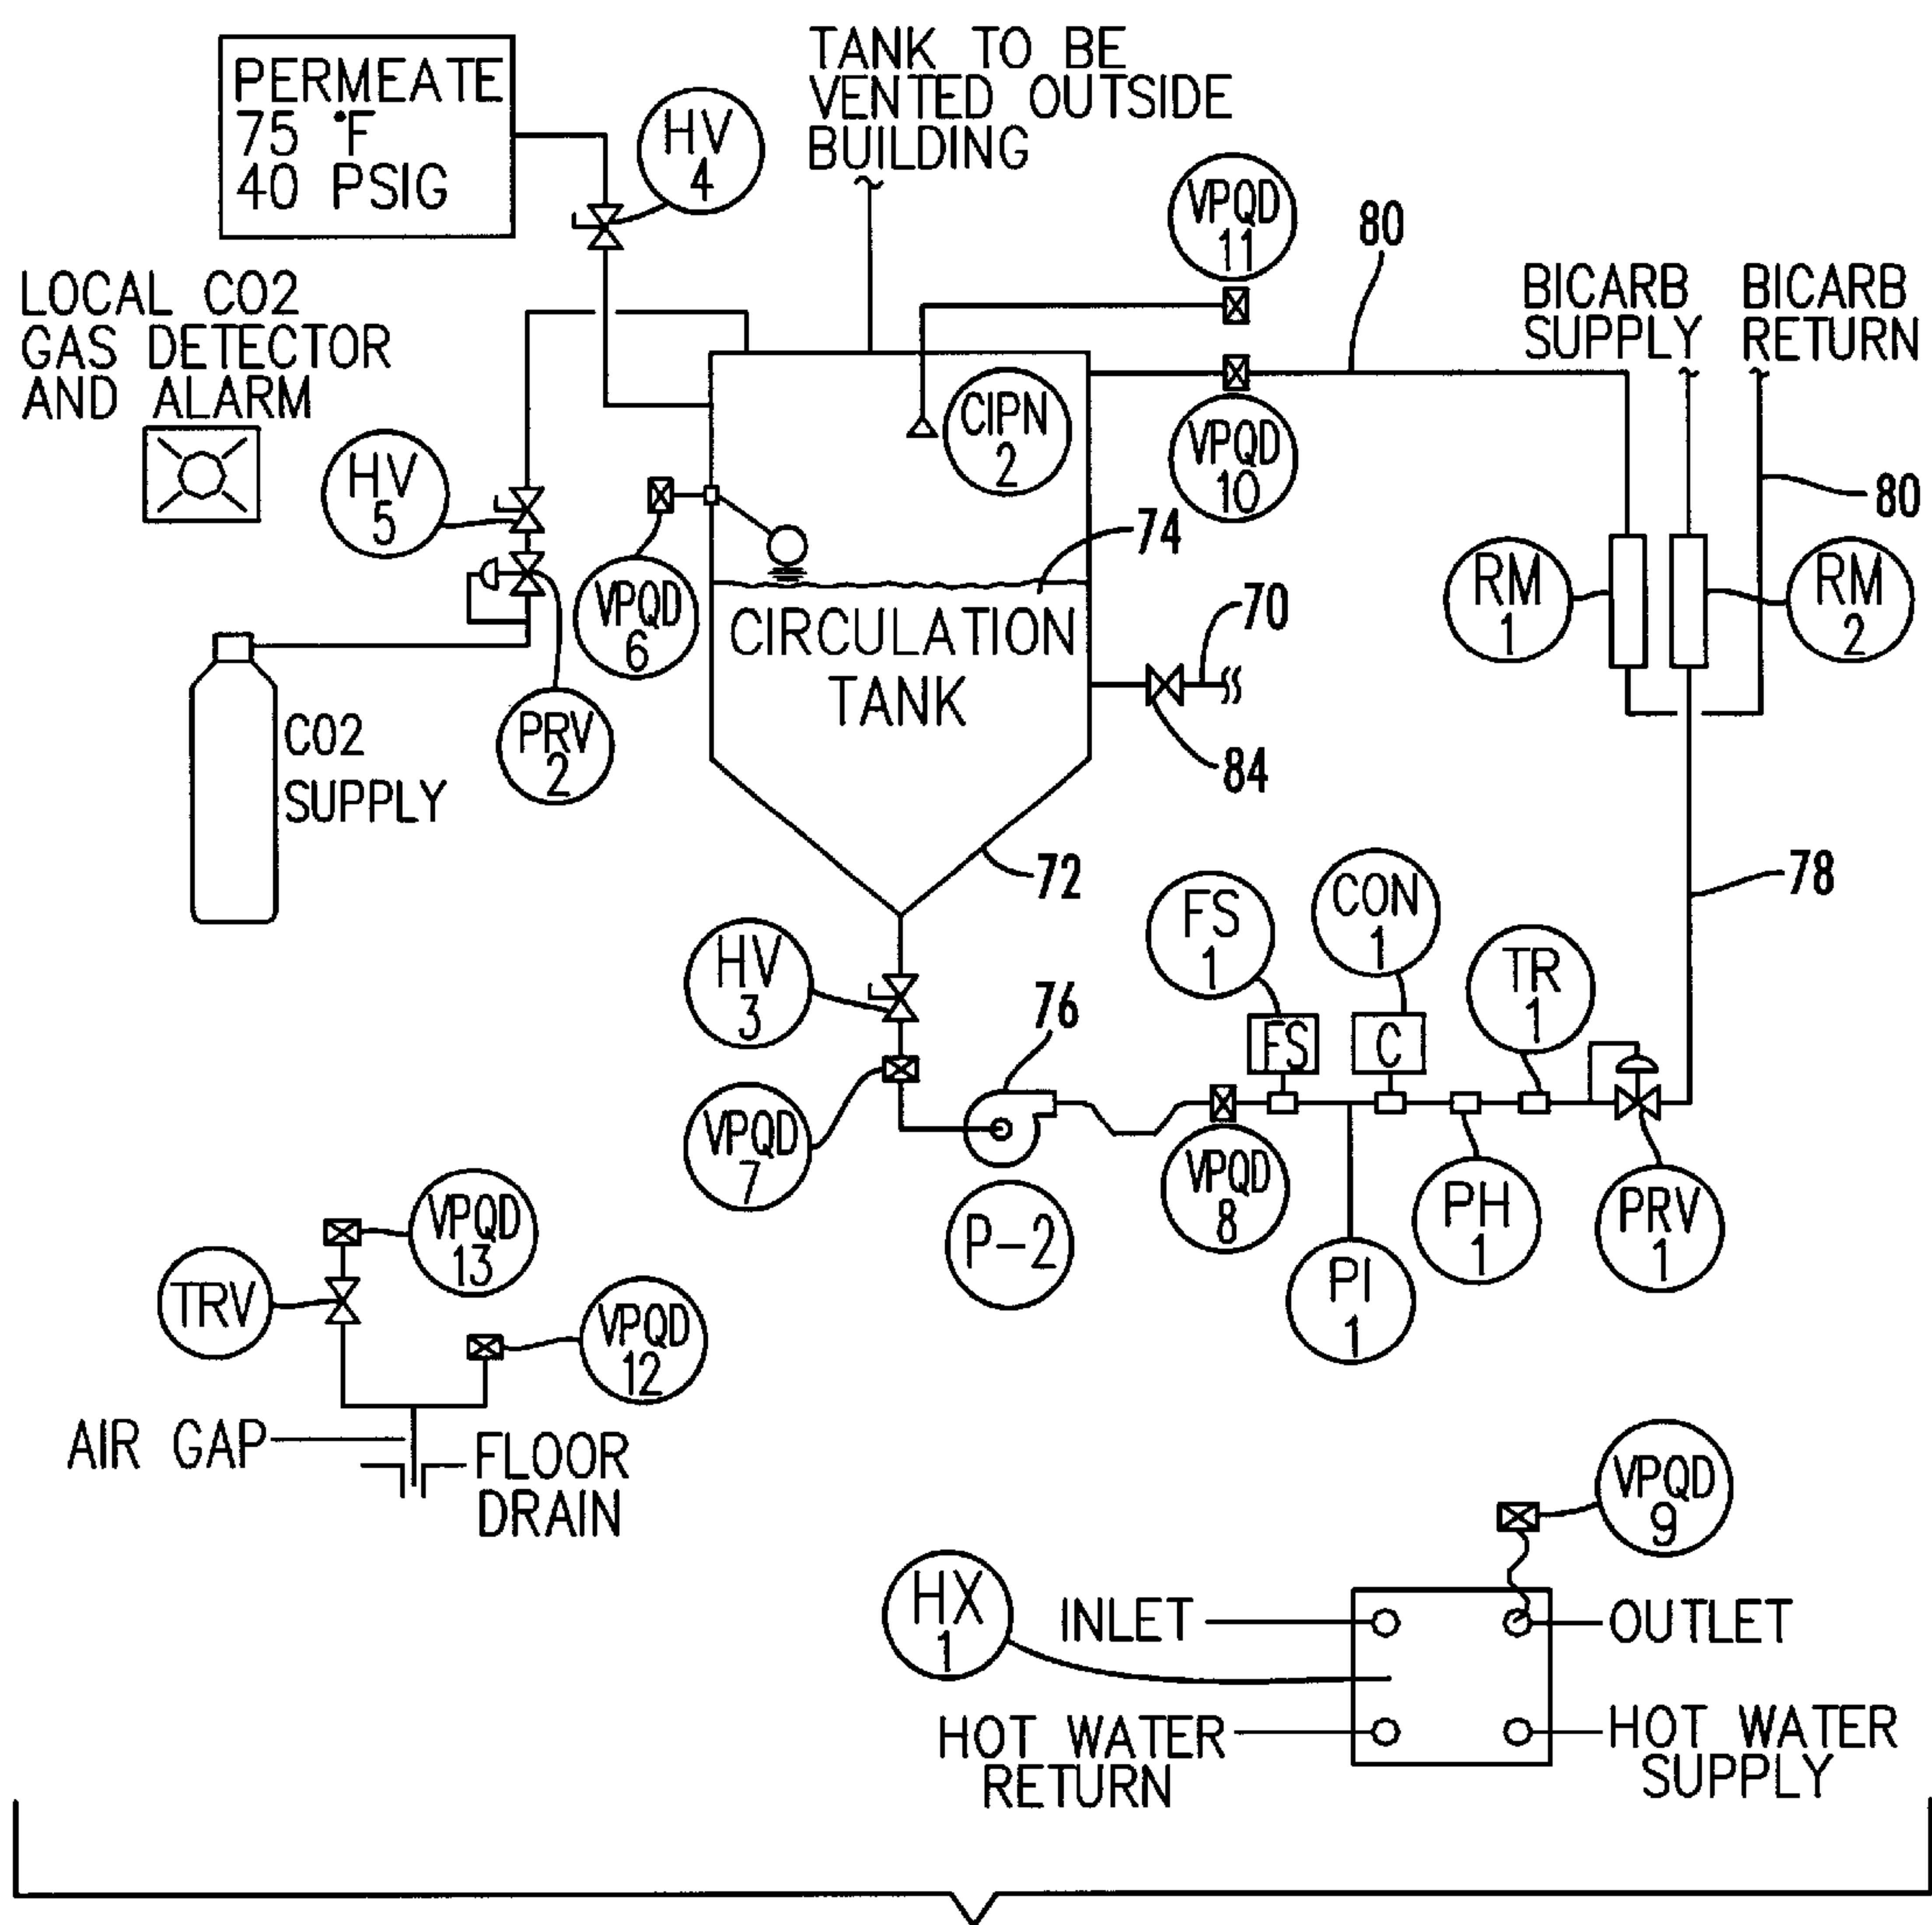 PERMEATE
75 °F
40 PSIG
HV
4
TANK TO BE
VENTED OUTSIDE
BUILDING
VPQD
11
80
BICARB
SUPPLY
BICARB
RETURN
LOCAL CO2
GAS DETECTOR
AND ALARM
HV
5
CIPN
2
VPQD
10
80
74
VPQD
6
CIRCULATION
TANK
70
RM
1
RM
2
PRV
2
CO2
SUPPLY
84
72
78
HV
3
76
FS
1
CON
1
TR
1
FS
C
VPQD
7
P-2
VPQD
8
PI
1
PH
1
PRV
1
VPQD
13
TRV
VPQD
12
AIR GAP
FLOOR
DRAIN
VPQD
9
HX
1
INLET
OUTLET
HOT WATER
RETURN
HOT WATER
SUPPLY